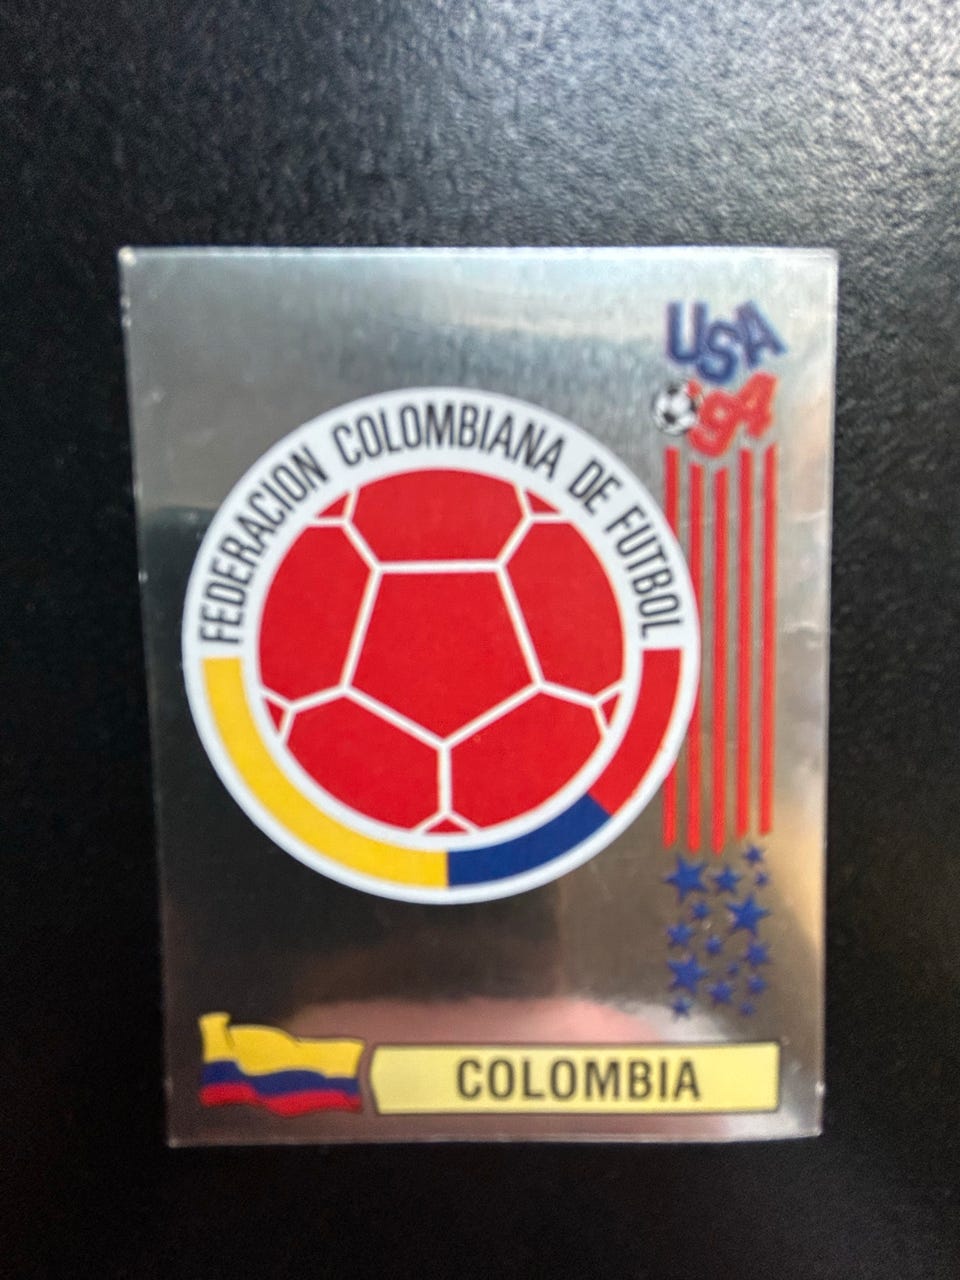 USA
'94
FEDERACION COLOMBIANA DE FUTBOL
COLOMBIA